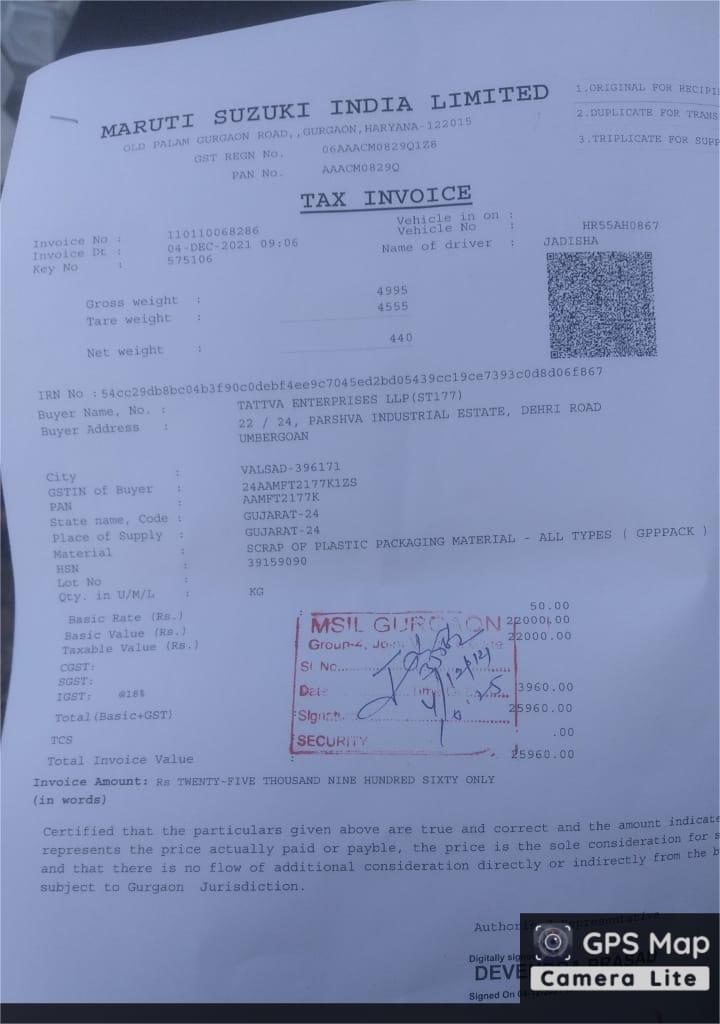 MARUTI SUZUKI INDIA LIMITED
1.ORIGINAL FOR RECIPIE
OLD PALAM GURGAON ROAD,,GURGAON,HARYANA-122015
2.DUPLICATE FOR TRANS
GST REGN No. 06AAACM0829Q1Z8
3.TRIPLICATE FOR SUPP
PAN No. AAACM0829Q
TAX INVOICE
Vehicle in on :
Invoice No : 110110068286 Vehicle No : HR55AH0867
Invoice Dt : 04-DEC-2021 09:06 Name of driver : JADISHA
Key No : 575106
Gross weight : 4995
Tare weight : 4555
Net weight : 440
IRN No : 54cc29db8bc04b3f90c0debf4ee9c7045ed2bd05439cc19ce7393c0d8d06f867
Buyer Name, No. : TATTVA ENTERPRISES LLP(ST177)
Buyer Address : 22 / 24, PARSHVA INDUSTRIAL ESTATE, DEHRI ROAD
UMBERGOAN
City : VALSAD-396171
GSTIN of Buyer : 24AAMFT2177K1ZS
PAN : AAMFT2177K
State name, Code : GUJARAT-24
Place of Supply : GUJARAT-24
Material : SCRAP OF PLASTIC PACKAGING MATERIAL - ALL TYPES ( GPPPACK )
HSN : 39159090
Lot No :
Qty. in U/M/L : KG
Basic Rate (Rs.) : 50.00
Basic Value (Rs.) 22000.00
Taxable Value (Rs.) 22000.00
CGST:
SGST:
IGST: @18% 3960.00
Total(Basic+GST) 25960.00
TCS .00
Total Invoice Value 25960.00
MSIL GURGAON
Group-4,
Sl No.
Date
Signat
SECURITY
Invoice Amount: Rs TWENTY-FIVE THOUSAND NINE HUNDRED SIXTY ONLY
(in words)
Certified that the particulars given above are true and correct and the amount indicate
represents the price actually paid or payble, the price is the sole consideration for s
and that there is no flow of additional consideration directly or indirectly from the b
subject to Gurgaon Jurisdiction.
Representative
Digitally signe
PRASAD
Signed On
GPS Map
Camera Lite